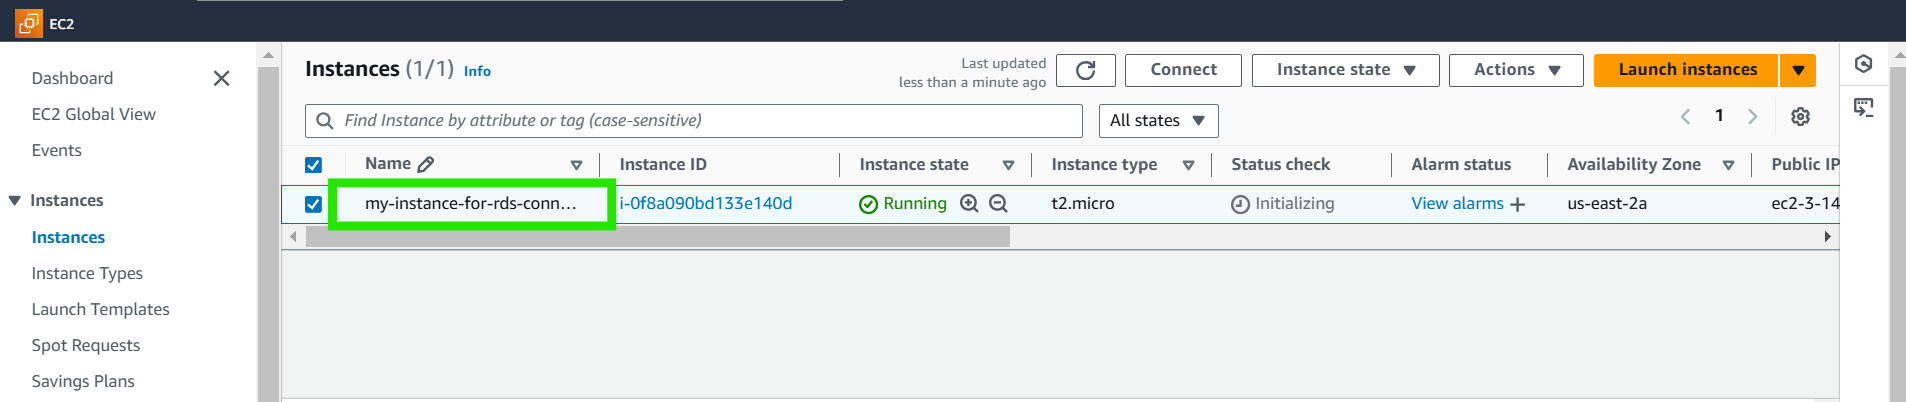 EC2
Dashboard
EC2 Global View
Events
Instances
Instances
Instance Types
Launch Templates
Spot Requests
Savings Plans
Instances (1/1) Info
Last updated
less than a minute ago
Connect
Instance state
Actions
Launch instances
Find Instance by attribute or tag (case-sensitive)
All states
1
Name Instance ID Instance state Instance type Status check Alarm status Availability Zone Public IP
my-instance-for-rds-conn... i-0f8a090bd133e140d Running t2.micro Initializing View alarms + us-east-2a ec2-3-14